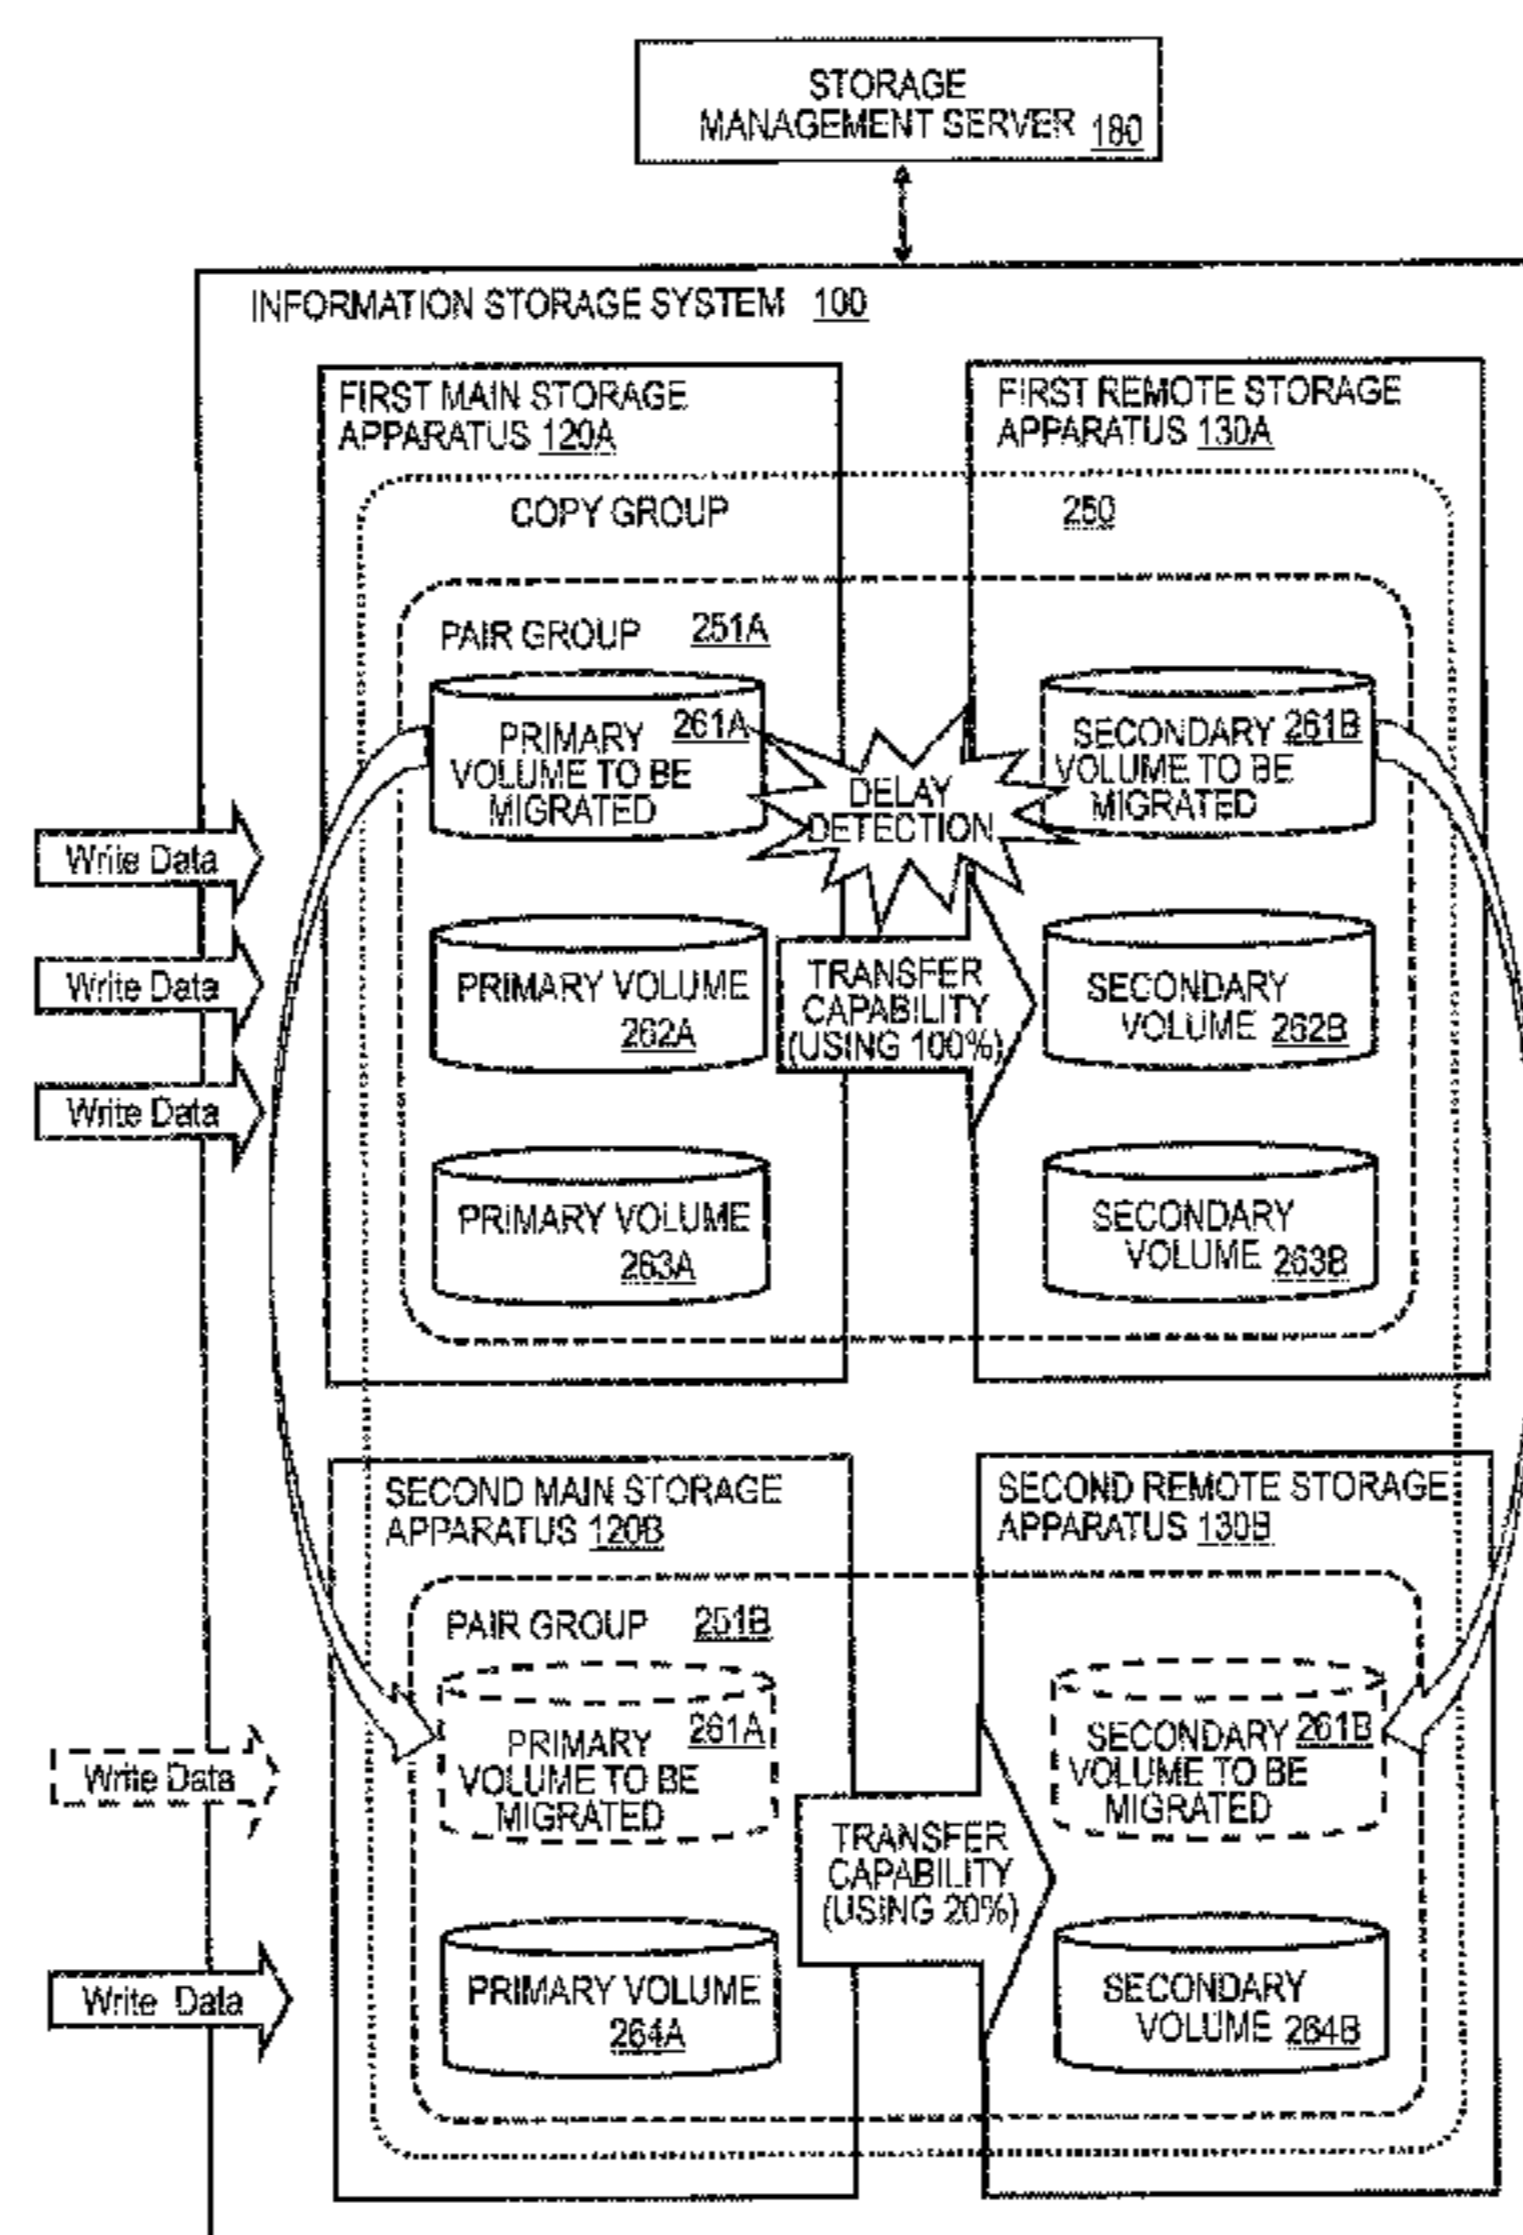 STORAGE
MANAGEMENT SERVER 180
INFORMATION STORAGE SYSTEM 100
FIRST MAIN STORAGE
APPARATUS 120A
FIRST REMOTE STORAGE
APPARATUS 130A
COPY GROUP 250
PAIR GROUP 251A
PRIMARY 261A
VOLUME TO BE
MIGRATED
DELAY
DETECTION
SECONDARY 261B
VOLUME TO BE
MIGRATED
Write Data
Write Data
Write Data
PRIMARY VOLUME
262A
TRANSFER
CAPABILITY
(USING 100%)
SECONDARY
VOLUME 262B
PRIMARY VOLUME
263A
SECONDARY
VOLUME 263B
SECOND MAIN STORAGE
APPARATUS 120B
SECOND REMOTE STORAGE
APPARATUS 130B
PAIR GROUP 251B
PRIMARY 261A
VOLUME TO BE
MIGRATED
SECONDARY 261B
VOLUME TO BE
MIGRATED
Write Data
TRANSFER
CAPABILITY
(USING 20%)
Write Data
PRIMARY VOLUME
264A
SECONDARY
VOLUME 264B